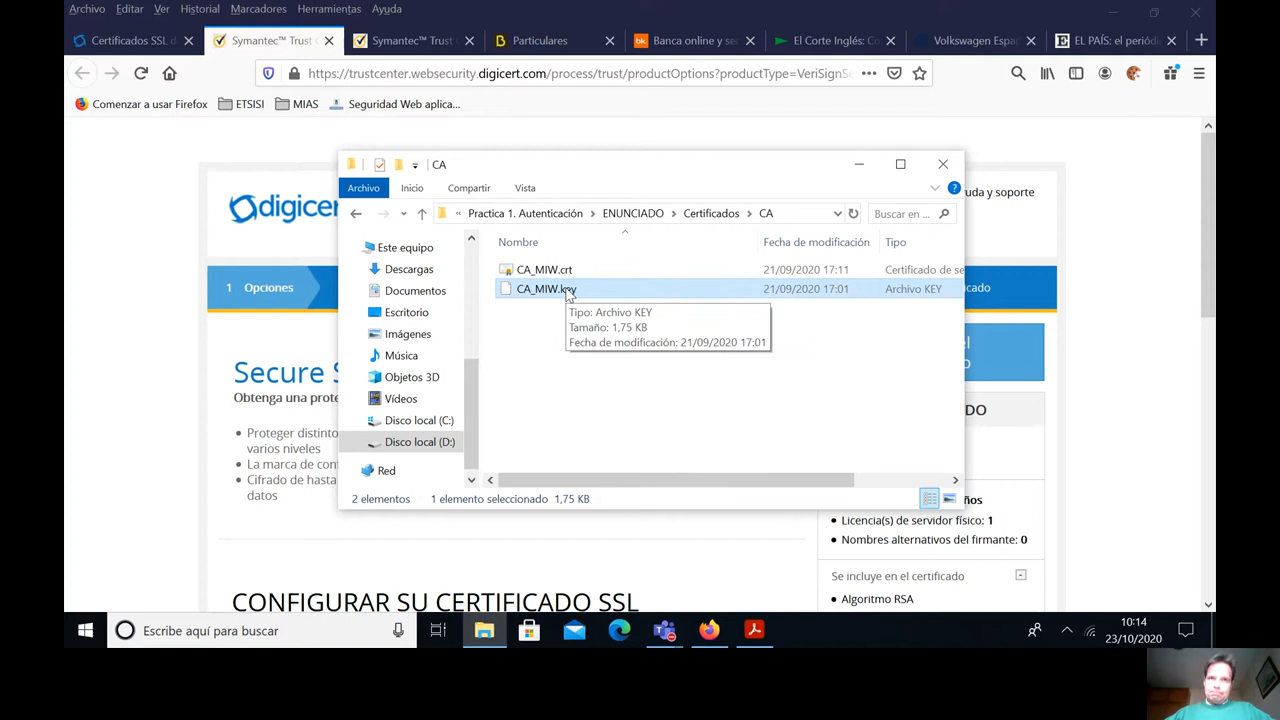 Archivo Editar Ver Historial Marcadores Herramientas Ayuda
Certificados SSL d
Symantec™ Trust C
Symantec™ Trust
Particulares
Banca online y se
El Corte Inglés: Co
Volkswagen Espa
EL PAÍS: el periódi
https://trustcenter.websecurity.digicert.com/process/trust/productOptions?productType=VeriSignS
Comenzar a usar Firefox ETSISI MIAS Seguridad Web aplica...
CA
Archivo Inicio Compartir Vista
« Practica 1. Autenticación > ENUNCIADO > Certificados > CA
Buscar en ...
digic
uda y soporte
Nombre Fecha de modificación Tipo
Este equipo
Descargas
Documentos
Escritorio
Imágenes
Música
Objetos 3D
Vídeos
Disco local (C:)
Disco local (D:)
Red
CA_MIW.crt 21/09/2020 17:11 Certificado de se
CA_MIW.key 21/09/2020 17:01 Archivo KEY
Tipo: Archivo KEY
Tamaño: 1,75 KB
Fecha de modificación: 21/09/2020 17:01
2 elementos 1 elemento seleccionado 1,75 KB
1 Opciones
icado
el
o
Secure S
Obtenga una prote
Proteger distinto
varios niveles
La marca de conf
Cifrado de hasta
datos
DO
ños
Licencia(s) de servidor físico: 1
Nombres alternativos del firmante: 0
Se incluye en el certificado
Algoritmo RSA
CONFIGURAR SU CERTIFICADO SSL
Escribe aquí para buscar
10:14
23/10/2020